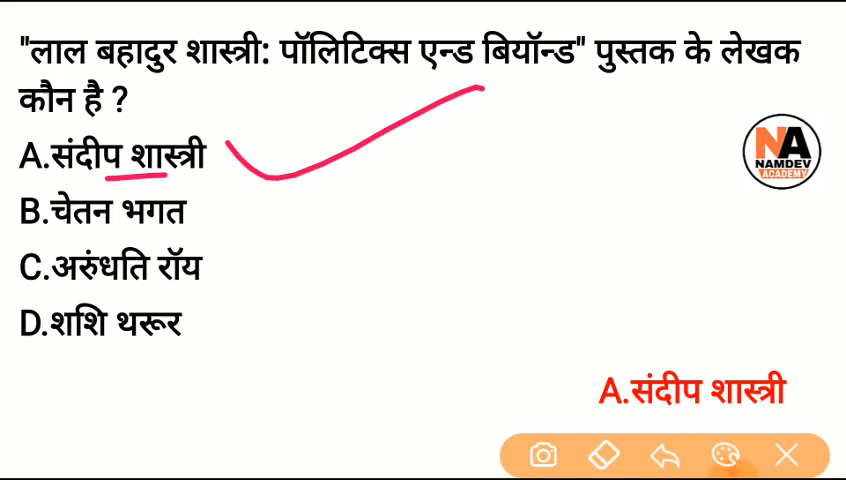 "लाल बहादुर शास्त्री: पॉलिटिक्स एन्ड बियॉन्ड" पुस्तक के लेखक
कौन है ?
A.संदीप शास्त्री
B.चेतन भगत
C.अरुंधति रॉय
D.शशि थरूर
NA
NAMDEV
ACADEMY
A.संदीप शास्त्री